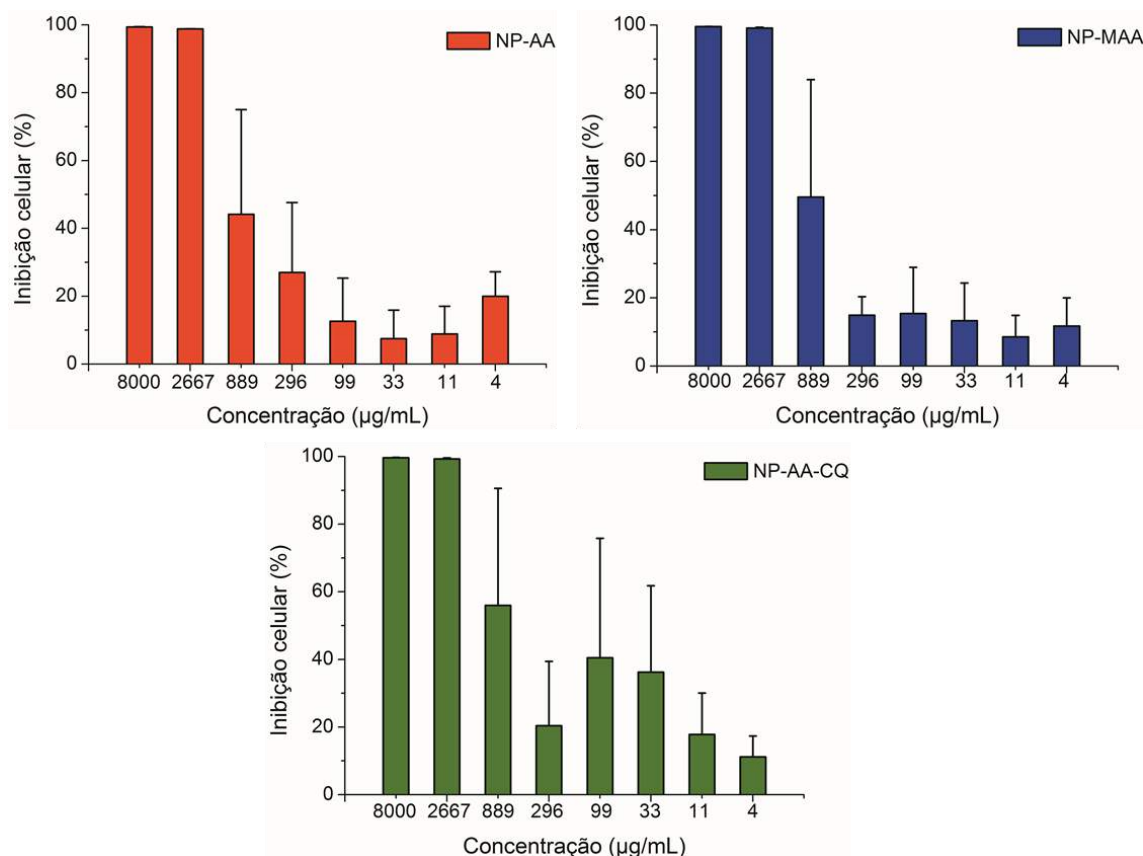 NP-AA
Inibição celular (%)
100
80
60
40
20
0
8000 2667 889 296 99 33 11 4
Concentração (µg/mL)
NP-MAA
Inibição celular (%)
100
80
60
40
20
0
8000 2667 889 296 99 33 11 4
Concentração (µg/mL)
NP-AA-CQ
Inibição celular (%)
100
80
60
40
20
0
8000 2667 889 296 99 33 11 4
Concentração (µg/mL)